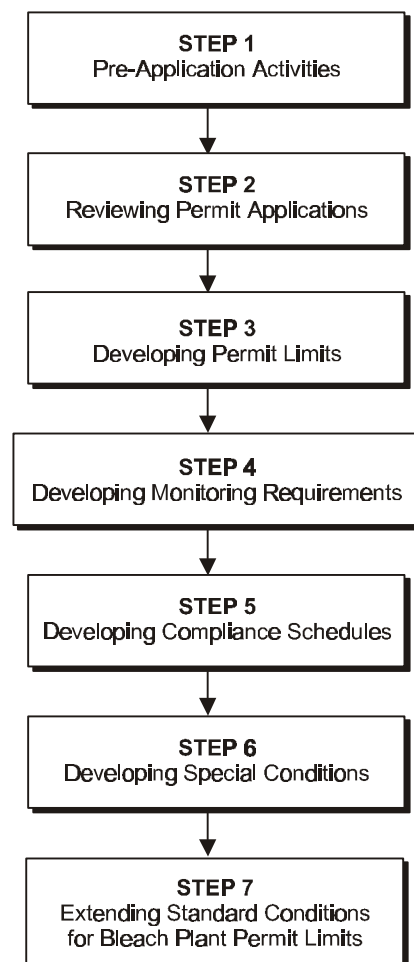 STEP 1
Pre-Application Activities
STEP 2
Reviewing Permit Applications
STEP 3
Developing Permit Limits
STEP 4
Developing Monitoring Requirements
STEP 5
Developing Compliance Schedules
STEP 6
Developing Special Conditions
STEP 7
Extending Standard Conditions
for Bleach Plant Permit Limits